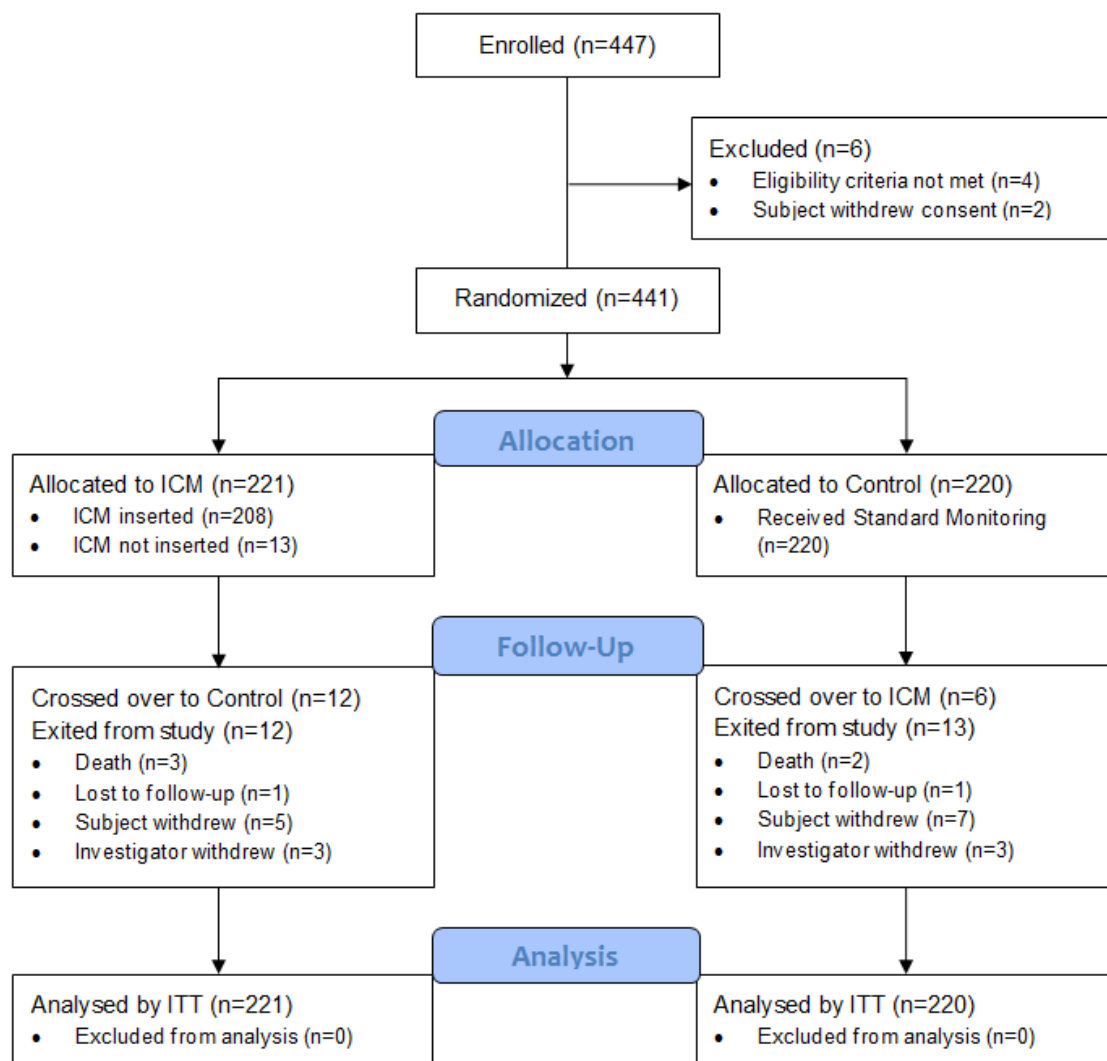 Enrolled (n=447)
Excluded (n=6)
• Eligibility criteria not met (n=4)
• Subject withdrew consent (n=2)
Randomized (n=441)
Allocation
Allocated to ICM (n=221)
• ICM inserted (n=208)
• ICM not inserted (n=13)
Allocated to Control (n=220)
• Received Standard Monitoring
(n=220)
Follow-Up
Crossed over to Control (n=12)
Exited from study (n=12)
• Death (n=3)
• Lost to follow-up (n=1)
• Subject withdrew (n=5)
• Investigator withdrew (n=3)
Crossed over to ICM (n=6)
Exited from study (n=13)
• Death (n=2)
• Lost to follow-up (n=1)
• Subject withdrew (n=7)
• Investigator withdrew (n=3)
Analysis
Analysed by ITT (n=221)
• Excluded from analysis (n=0)
Analysed by ITT (n=220)
• Excluded from analysis (n=0)